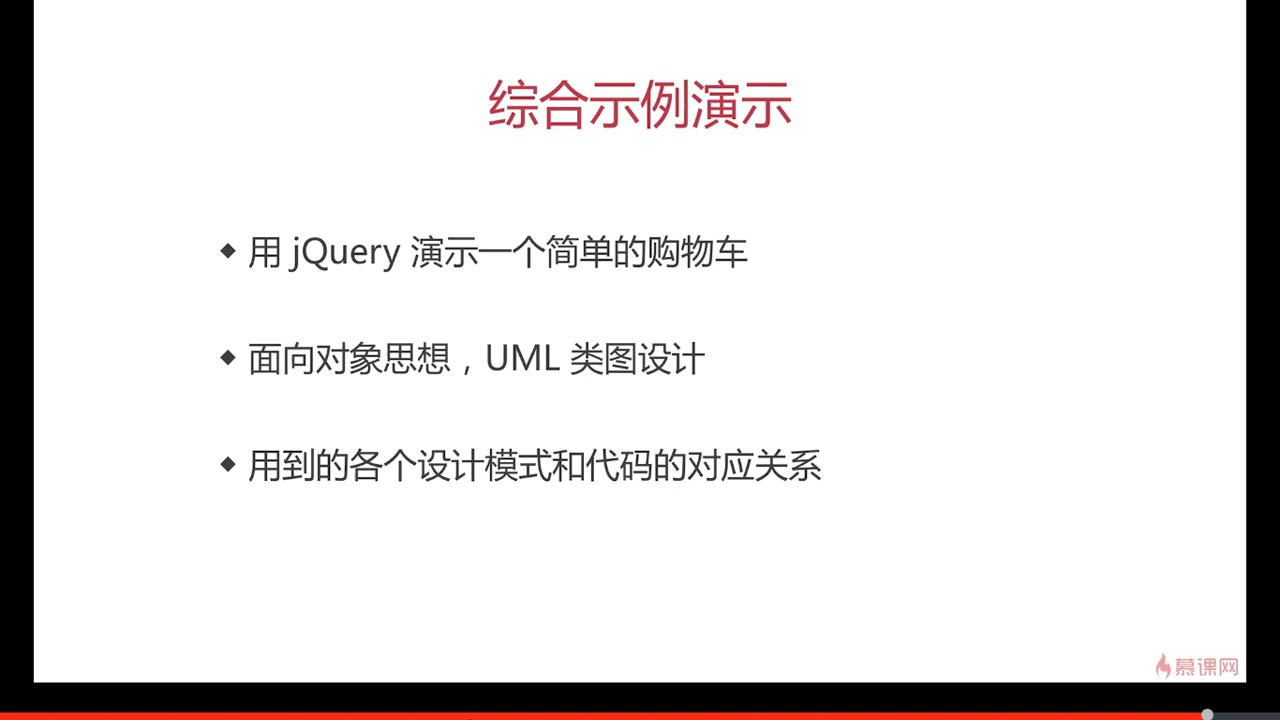 综合示例演示
◆ 用 jQuery 演示一个简单的购物车
◆ 面向对象思想，UML 类图设计
◆ 用到的各个设计模式和代码的对应关系
慕课网